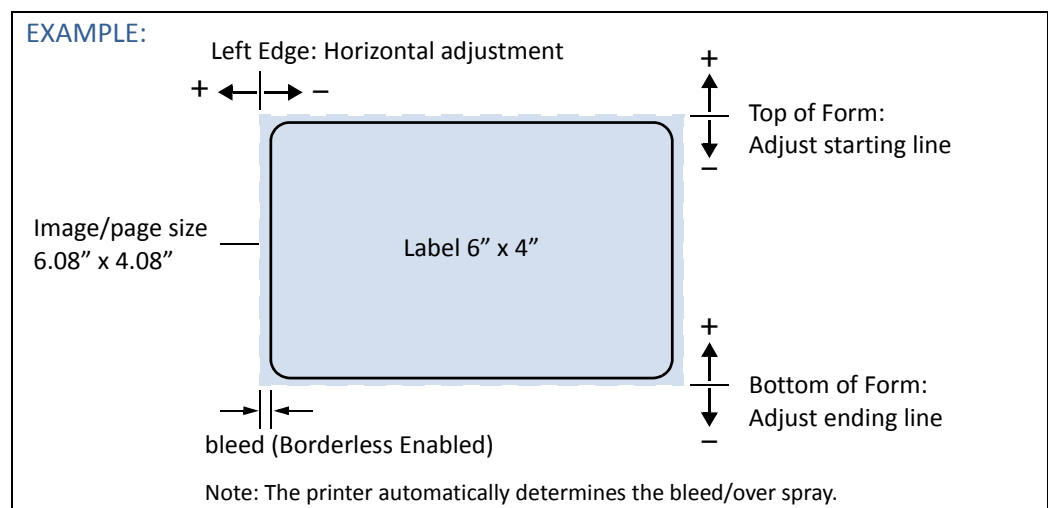 EXAMPLE:
Left Edge: Horizontal adjustment
+ –
+
Top of Form:
Adjust starting line
–
Image/page size
6.08” x 4.08”
Label 6” x 4”
+
Bottom of Form:
Adjust ending line
–
bleed (Borderless Enabled)
Note: The printer automatically determines the bleed/over spray.